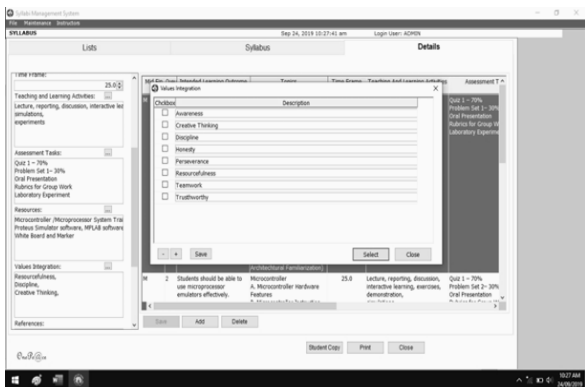 Syllabi Management System
File Maintenance Instruction
SYLLABUS
Sep 24, 2019 10:27:41 am
Login User: ADMIN
Lists
Syllabus
Details
Time Frame:
25.0
Teaching and Learning Activities:
Lecture, reporting, discussion, interactive
simulations,
experiments
Assessment Tasks:
Quiz 1 – 70%
Problem Set 1– 30%
Oral Presentation
Rubrics for Group Work
Laboratory Experiment
Resources:
Microcontroller /Microprocessor System
Proteus Simulator software, MPLAB software
White Board and Marker
Values Integration:
Resourcefulness,
Discipline,
Creative Thinking,
References:
Intended Learning Outcome Topics Time Frame Teaching And Learning Activities Assessment
Values Integration
Chckbox Description
Awareness
Creative Thinking
Discipline
Honesty
Perseverance
Resourcefulness
Teamwork
Trustworthy
- + Save Select Close
Quiz 1 – 70%
Problem Set 1– 30%
Oral Presentation
Rubrics for Group W
Laboratory Experime
Architectural Familiarization)
M 2 Students should be able to
use microprocessor
emulators effectively.
Microcontroller
A. Microcontroller Hardware
Features
25.0
Lecture, reporting, discussion,
interactive learning, exercises,
demonstration,
Quiz 1 – 70%
Problem Set 2– 30%
Oral Presentation
Save Add Delete
Student Copy Print Close
10:27 AM
24/09/2019